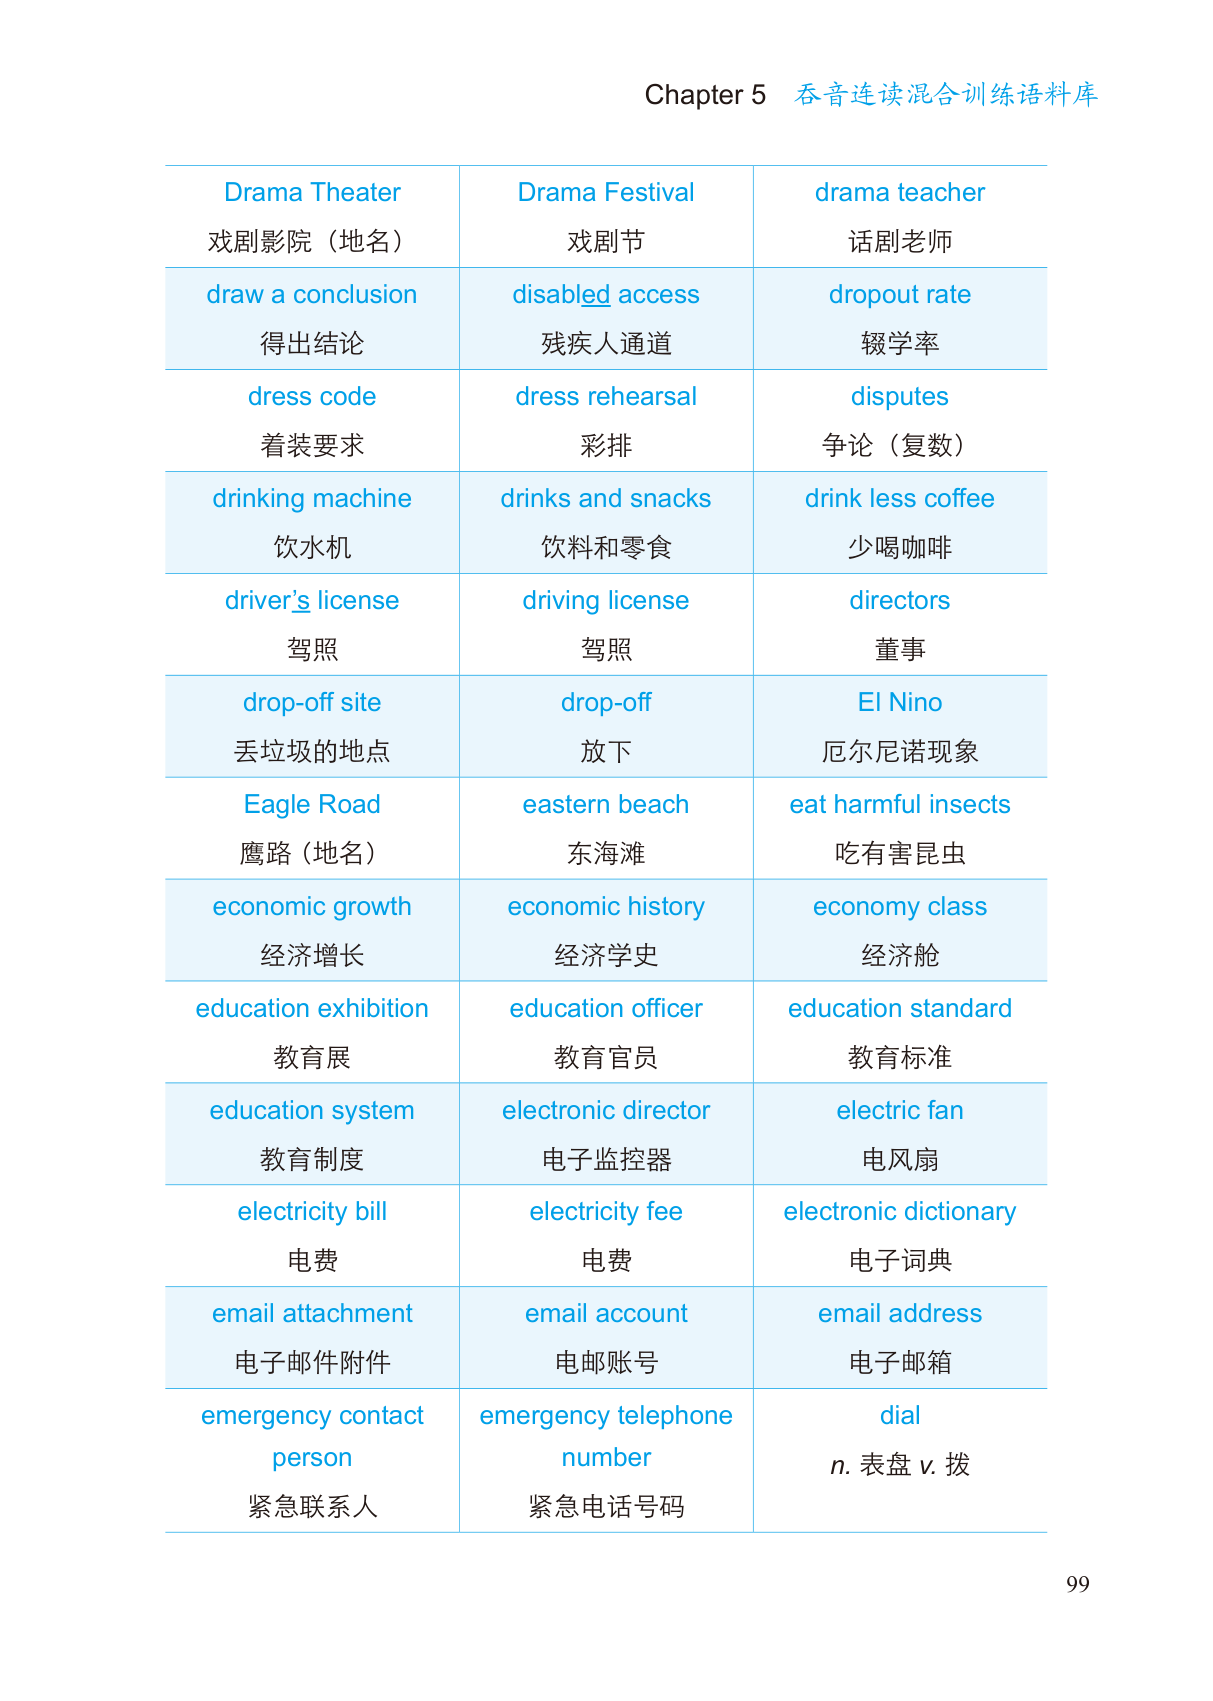 Chapter 5 吞音连读混合训练语料库
Drama Theater
戏剧影院（地名）
Drama Festival
戏剧节
drama teacher
话剧老师
draw a conclusion
得出结论
disabled access
残疾人通道
dropout rate
辍学率
dress code
着装要求
dress rehearsal
彩排
disputes
争论（复数）
drinking machine
饮水机
drinks and snacks
饮料和零食
drink less coffee
少喝咖啡
driver’s license
驾照
driving license
驾照
directors
董事
drop-off site
丢垃圾的地点
drop-off
放下
El Nino
厄尔尼诺现象
Eagle Road
鹰路（地名）
eastern beach
东海滩
eat harmful insects
吃有害昆虫
economic growth
经济增长
economic history
经济学史
economy class
经济舱
education exhibition
教育展
education officer
教育官员
education standard
教育标准
education system
教育制度
electronic director
电子监控器
electric fan
电风扇
electricity bill
电费
electricity fee
电费
electronic dictionary
电子词典
email attachment
电子邮件附件
email account
电邮账号
email address
电子邮箱
emergency contact
person
紧急联系人
emergency telephone
number
紧急电话号码
dial
n. 表盘 v. 拨
99